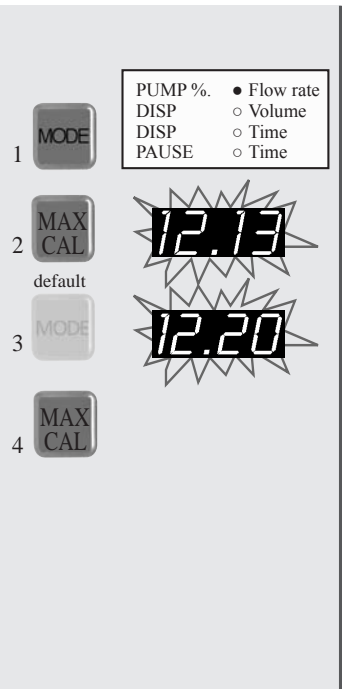 PUMP %. ● Flow rate
DISP ○ Volume
DISP ○ Time
PAUSE ○ Time
1 MODE
2 MAX CAL 12.13
default
3 MODE 12.20
4 MAX CAL